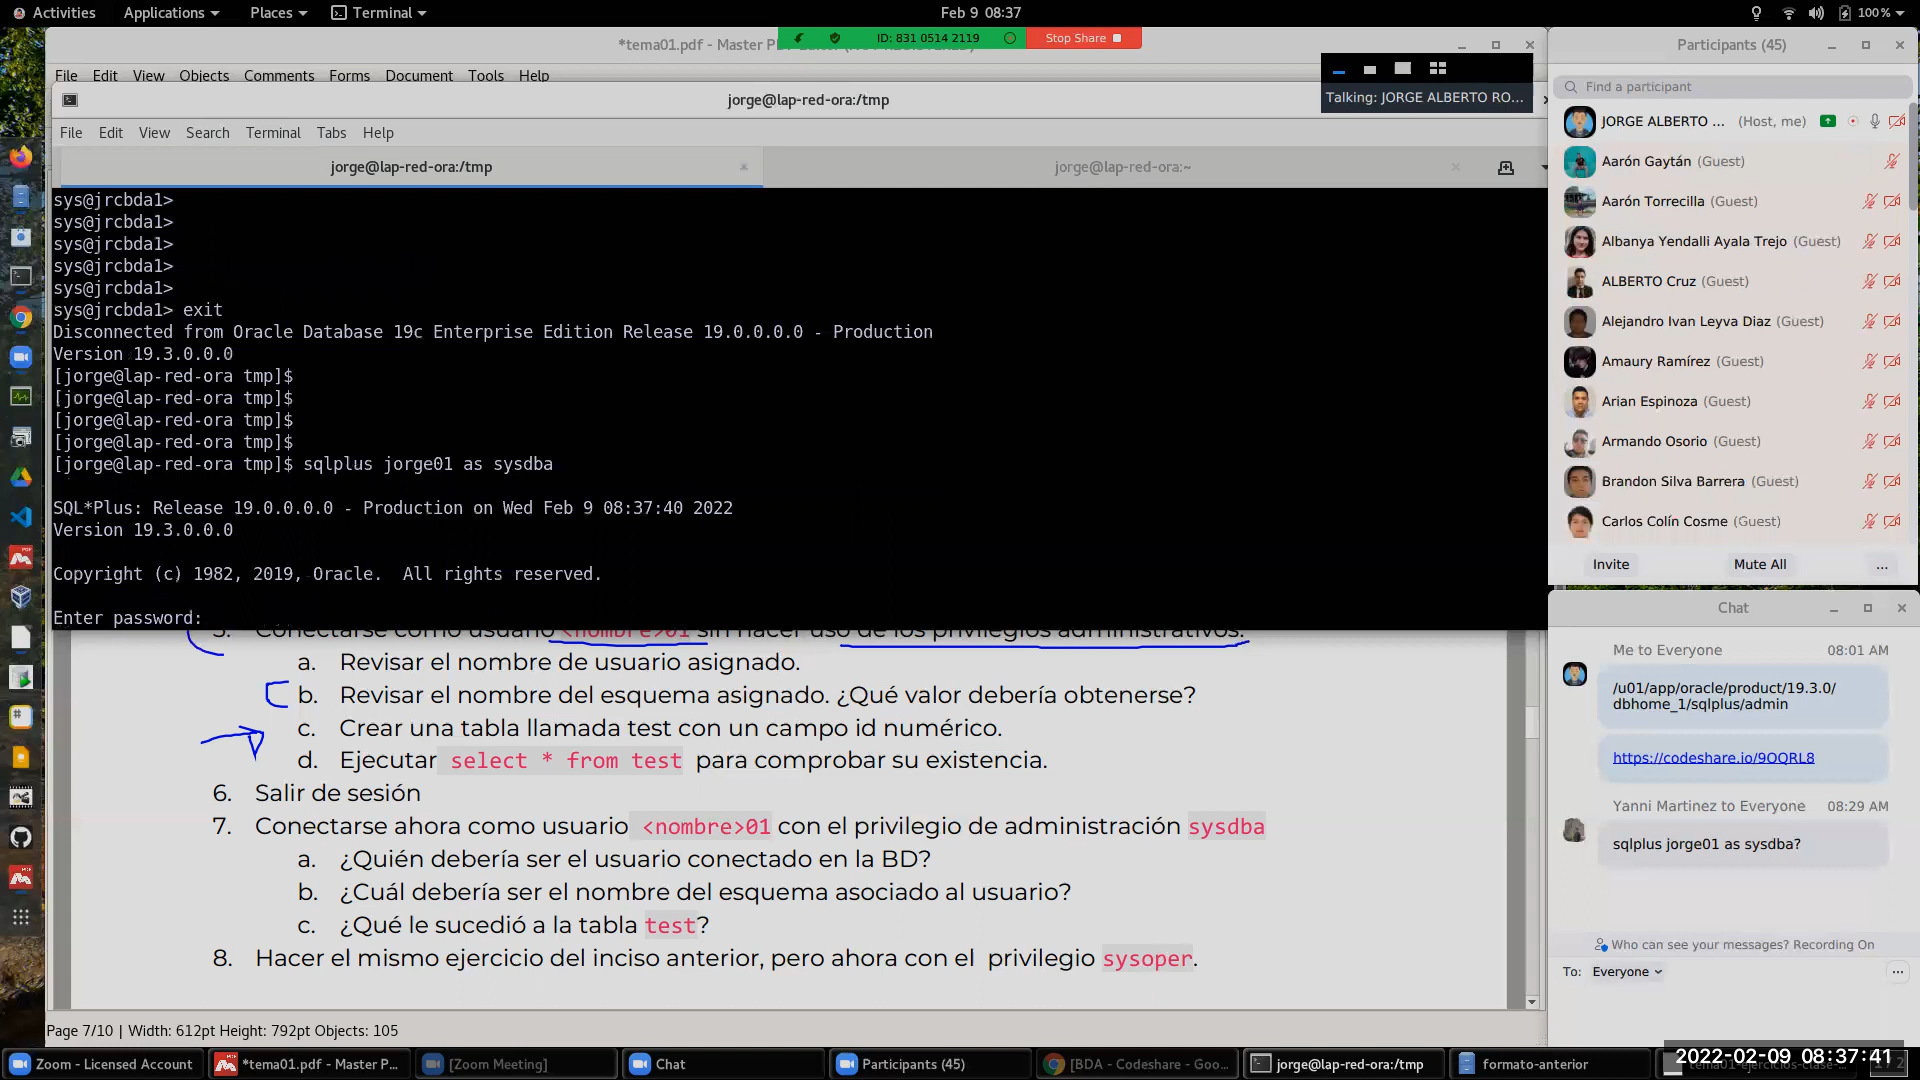 Activities Applications Places Terminal Feb 9 08:37 100%
*tema01.pdf - Master P
ID: 831 0514 2119 Stop Share
File Edit View Objects Comments Forms Document Tools Help
Talking: JORGE ALBERTO RO...
jorge@lap-red-ora:/tmp
File Edit View Search Terminal Tabs Help
jorge@lap-red-ora:/tmp jorge@lap-red-ora:~
sys@jrcbda1>
sys@jrcbda1>
sys@jrcbda1>
sys@jrcbda1>
sys@jrcbda1>
sys@jrcbda1> exit
Disconnected from Oracle Database 19c Enterprise Edition Release 19.0.0.0.0 - Production
Version 19.3.0.0.0
[jorge@lap-red-ora tmp]$
[jorge@lap-red-ora tmp]$
[jorge@lap-red-ora tmp]$
[jorge@lap-red-ora tmp]$
[jorge@lap-red-ora tmp]$ sqlplus jorge01 as sysdba
SQL*Plus: Release 19.0.0.0.0 - Production on Wed Feb 9 08:37:40 2022
Version 19.3.0.0.0
Copyright (c) 1982, 2019, Oracle.  All rights reserved.
Enter password:
5. Conectarse como usuario <nombre>01 sin hacer uso de los privilegios administrativos.
a. Revisar el nombre de usuario asignado.
b. Revisar el nombre del esquema asignado. ¿Qué valor debería obtenerse?
c. Crear una tabla llamada test con un campo id numérico.
d. Ejecutar select * from test para comprobar su existencia.
6. Salir de sesión
7. Conectarse ahora como usuario <nombre>01 con el privilegio de administración sysdba
a. ¿Quién debería ser el usuario conectado en la BD?
b. ¿Cuál debería ser el nombre del esquema asociado al usuario?
c. ¿Qué le sucedió a la tabla test?
8. Hacer el mismo ejercicio del inciso anterior, pero ahora con el privilegio sysoper.
Page 7/10 | Width: 612pt Height: 792pt Objects: 105
Participants (45)
Find a participant
JORGE ALBERTO ... (Host, me)
Aarón Gaytán (Guest)
Aarón Torrecilla (Guest)
Albanya Yendalli Ayala Trejo (Guest)
ALBERTO Cruz (Guest)
Alejandro Ivan Leyva Diaz (Guest)
Amaury Ramírez (Guest)
Arian Espinoza (Guest)
Armando Osorio (Guest)
Brandon Silva Barrera (Guest)
Carlos Colín Cosme (Guest)
Invite Mute All ...
Chat
Me to Everyone 08:01 AM
/u01/app/oracle/product/19.3.0/
dbhome_1/sqlplus/admin
https://codeshare.io/9OQRL8
Yanni Martinez to Everyone 08:29 AM
sqlplus jorge01 as sysdba?
Who can see your messages? Recording On
To: Everyone
Zoom - Licensed Account *tema01.pdf - Master P... [Zoom Meeting] Chat Participants (45) [BDA - Codeshare - Goo... jorge@lap-red-ora:/tmp formato-anterior
2022-02-09 08:37:41